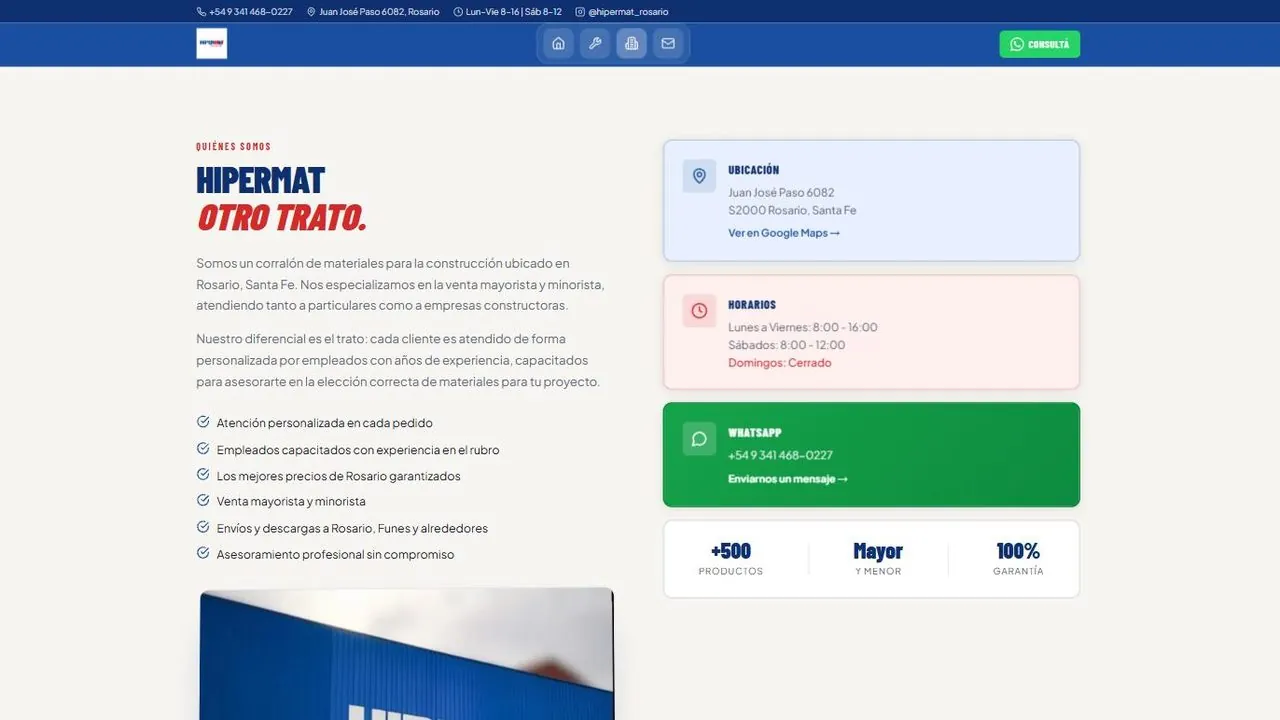 +54 9 341 468-0227
Juan José Paso 6082, Rosario
Lun-Vie 8-16 | Sáb 8-12
@hipermat_rosario
HIPERMAT
CONSULTÁ
QUIÉNES SOMOS
HIPERMAT
OTRO TRATO.
Somos un corralón de materiales para la construcción ubicado en
Rosario, Santa Fe. Nos especializamos en la venta mayorista y minorista,
atendiendo tanto a particulares como a empresas constructoras.
Nuestro diferencial es el trato: cada cliente es atendido de forma
personalizada por empleados con años de experiencia, capacitados
para asesorarte en la elección correcta de materiales para tu proyecto.
Atención personalizada en cada pedido
Empleados capacitados con experiencia en el rubro
Los mejores precios de Rosario garantizados
Venta mayorista y minorista
Envíos y descargas a Rosario, Funes y alrededores
Asesoramiento profesional sin compromiso
UBICACIÓN
Juan José Paso 6082
S2000 Rosario, Santa Fe
Ver en Google Maps →
HORARIOS
Lunes a Viernes: 8:00 - 16:00
Sábados: 8:00 - 12:00
Domingos: Cerrado
WHATSAPP
+54 9 341 468-0227
Envíarnos un mensaje →
+500
PRODUCTOS
Mayor
Y MENOR
100%
GARANTÍA